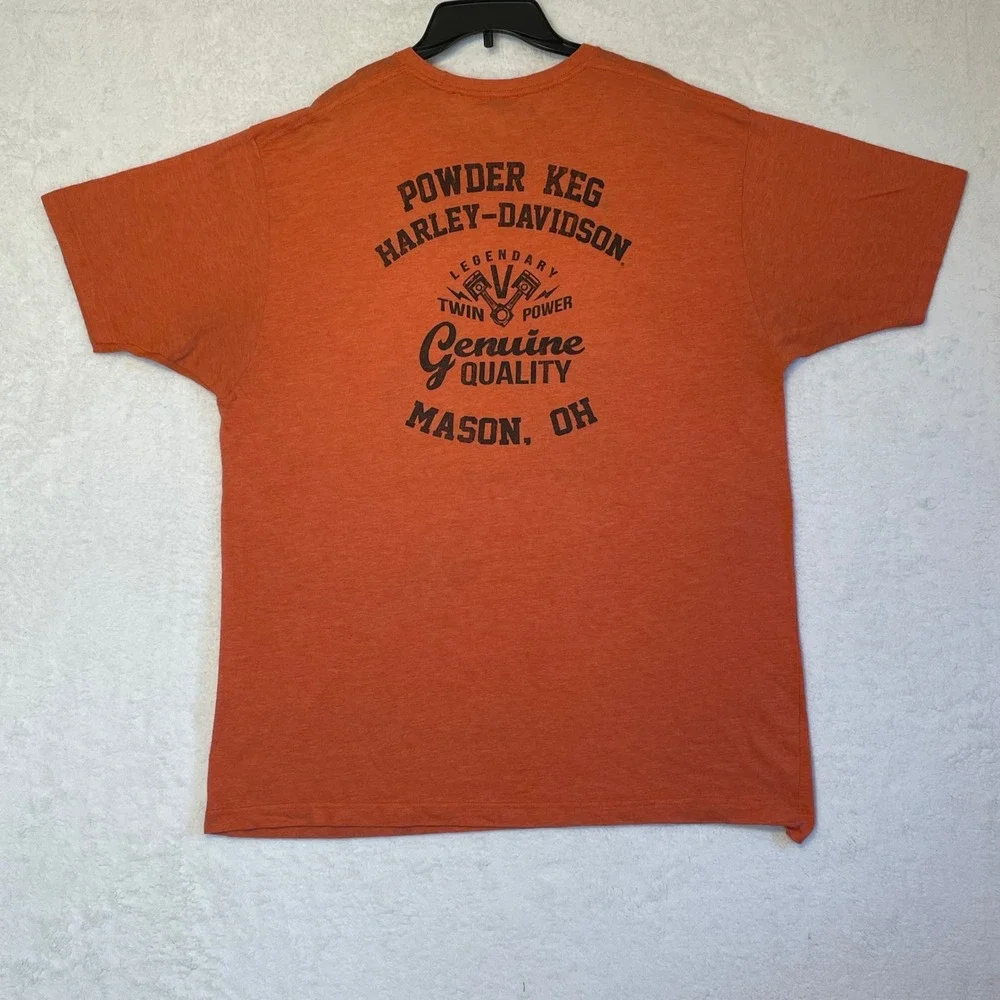 POWDER KEG
HARLEY-DAVIDSON
LEGENDARY
TWIN POWER
Genuine
QUALITY
MASON, OH